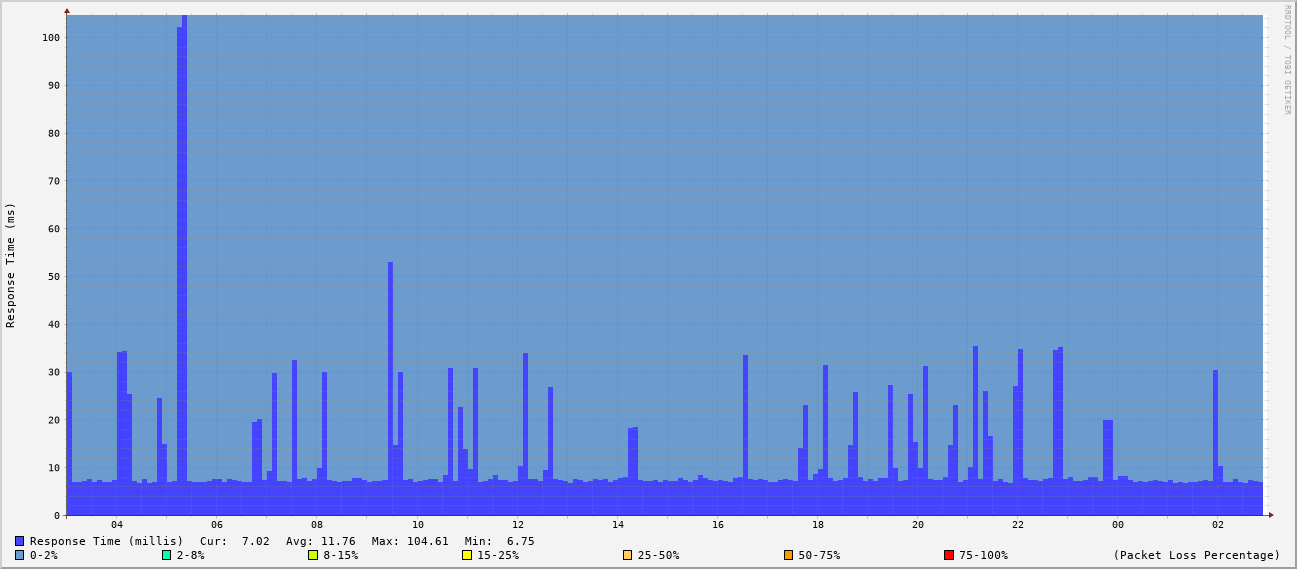 RRDTOOL / TOBI OETIKER
Response Time (ms)
100
90
80
70
60
50
40
30
20
10
0
04 06 08 10 12 14 16 18 20 22 00 02
Response Time (millis) Cur: 7.02 Avg: 11.76 Max: 104.61 Min: 6.75
0-2% 2-8% 8-15% 15-25% 25-50% 50-75% 75-100% (Packet Loss Percentage)